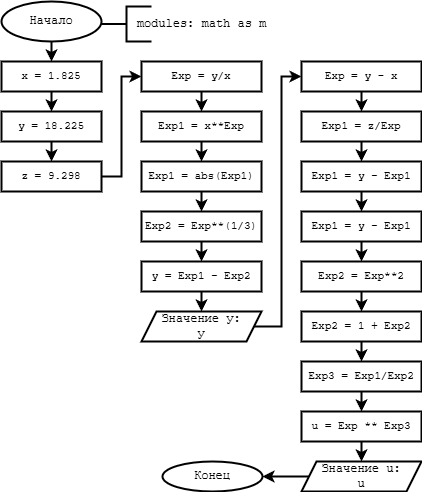 Начало
modules: math as m
x = 1.825
y = 18.225
z = 9.298
Exp = y/x
Exp1 = x**Exp
Exp1 = abs(Exp1)
Exp2 = Exp**(1/3)
y = Exp1 - Exp2
Значение y:
y
Exp = y - x
Exp1 = z/Exp
Exp1 = y - Exp1
Exp1 = y - Exp1
Exp2 = Exp**2
Exp2 = 1 + Exp2
Exp3 = Exp1/Exp2
u = Exp ** Exp3
Значение u:
u
Конец